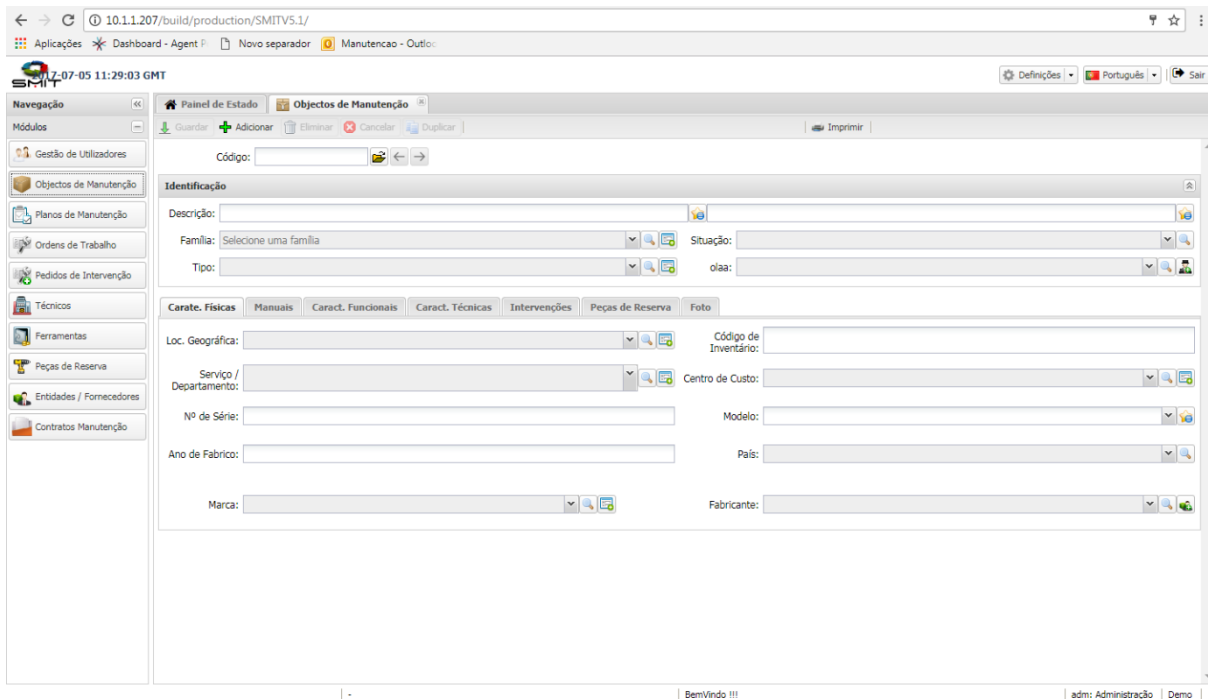 10.1.1.207/build/production/SMITV5.1/
Aplicações Dashboard - Agent P Novo separador Manutencao - Outloo
SMIT 2017-07-05 11:29:03 GMT Definições Português Sair
Navegação Painel de Estado Objectos de Manutenção
Módulos Guardar Adicionar Eliminar Cancelar Duplicar Imprimir
Gestão de Utilizadores
Objectos de Manutenção
Planos de Manutenção
Ordens de Trabalho
Pedidos de Intervenção
Técnicos
Ferramentas
Peças de Reserva
Entidades / Fornecedores
Contratos Manutenção
Código:
Identificação
Descrição:
Família: Selecione uma família Situação:
Tipo: olaa:
Carate. Físicas Manuais Caract. Funcionais Caract. Técnicas Intervenções Peças de Reserva Foto
Loc. Geográfica: Código de
Inventário:
Serviço /
Departamento: Centro de Custo:
Nº de Série: Modelo:
Ano de Fabrico: País:
Marca: Fabricante:
- BemVindo !!! adm: Administração Demo